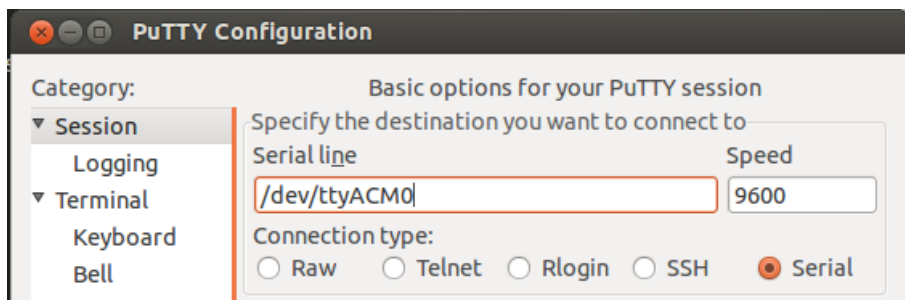 PuTTY Configuration
Category:
Basic options for your PuTTY session
Session
Logging
Terminal
Keyboard
Bell
Specify the destination you want to connect to
Serial line
Speed
/dev/ttyACM0
9600
Connection type:
Raw
Telnet
Rlogin
SSH
Serial